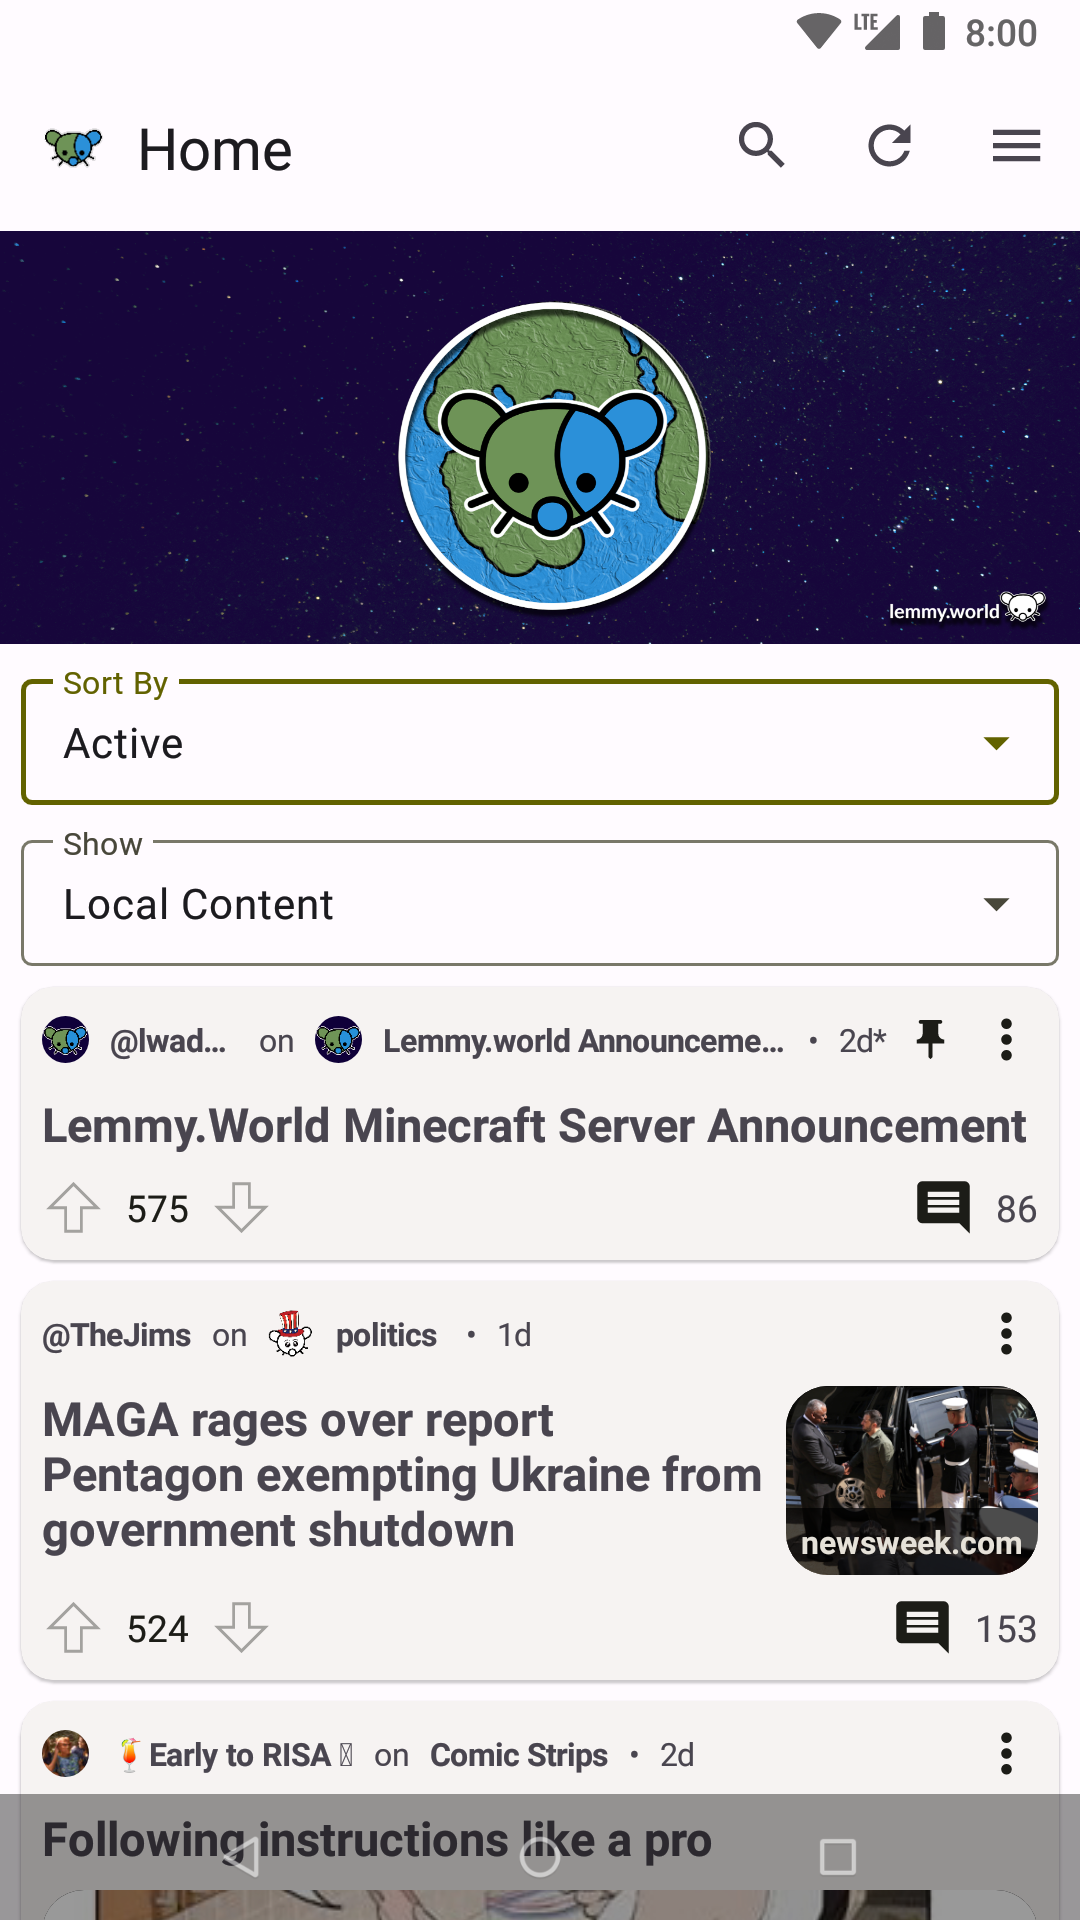 LTE 8:00
Home
lemmy.world
Sort By
Active
Show
Local Content
@lwad... on Lemmy.world Announceme... • 2d*
Lemmy.World Minecraft Server Announcement
575 86
@TheJims on politics • 1d
MAGA rages over report
Pentagon exempting Ukraine from
government shutdown
newsweek.com
524 153
🍹Early to RISA on Comic Strips • 2d
Following instructions like a pro